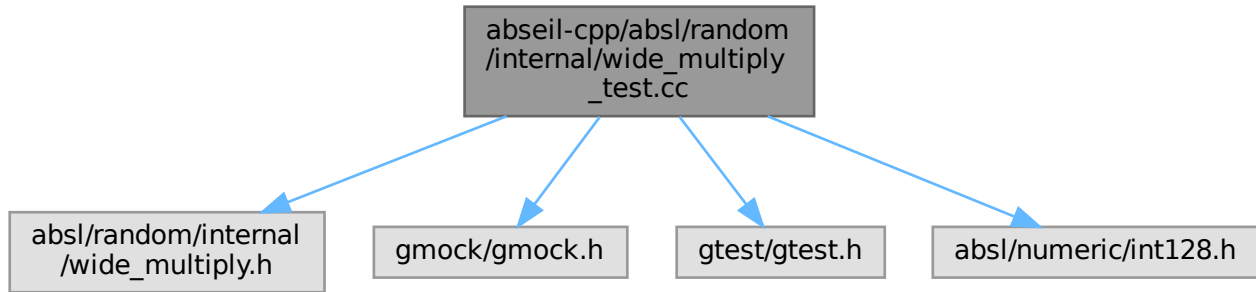 abseil-cpp/absl/random
/internal/wide_multiply
_test.cc
absl/random/internal
/wide_multiply.h
gmock/gmock.h
gtest/gtest.h
absl/numeric/int128.h